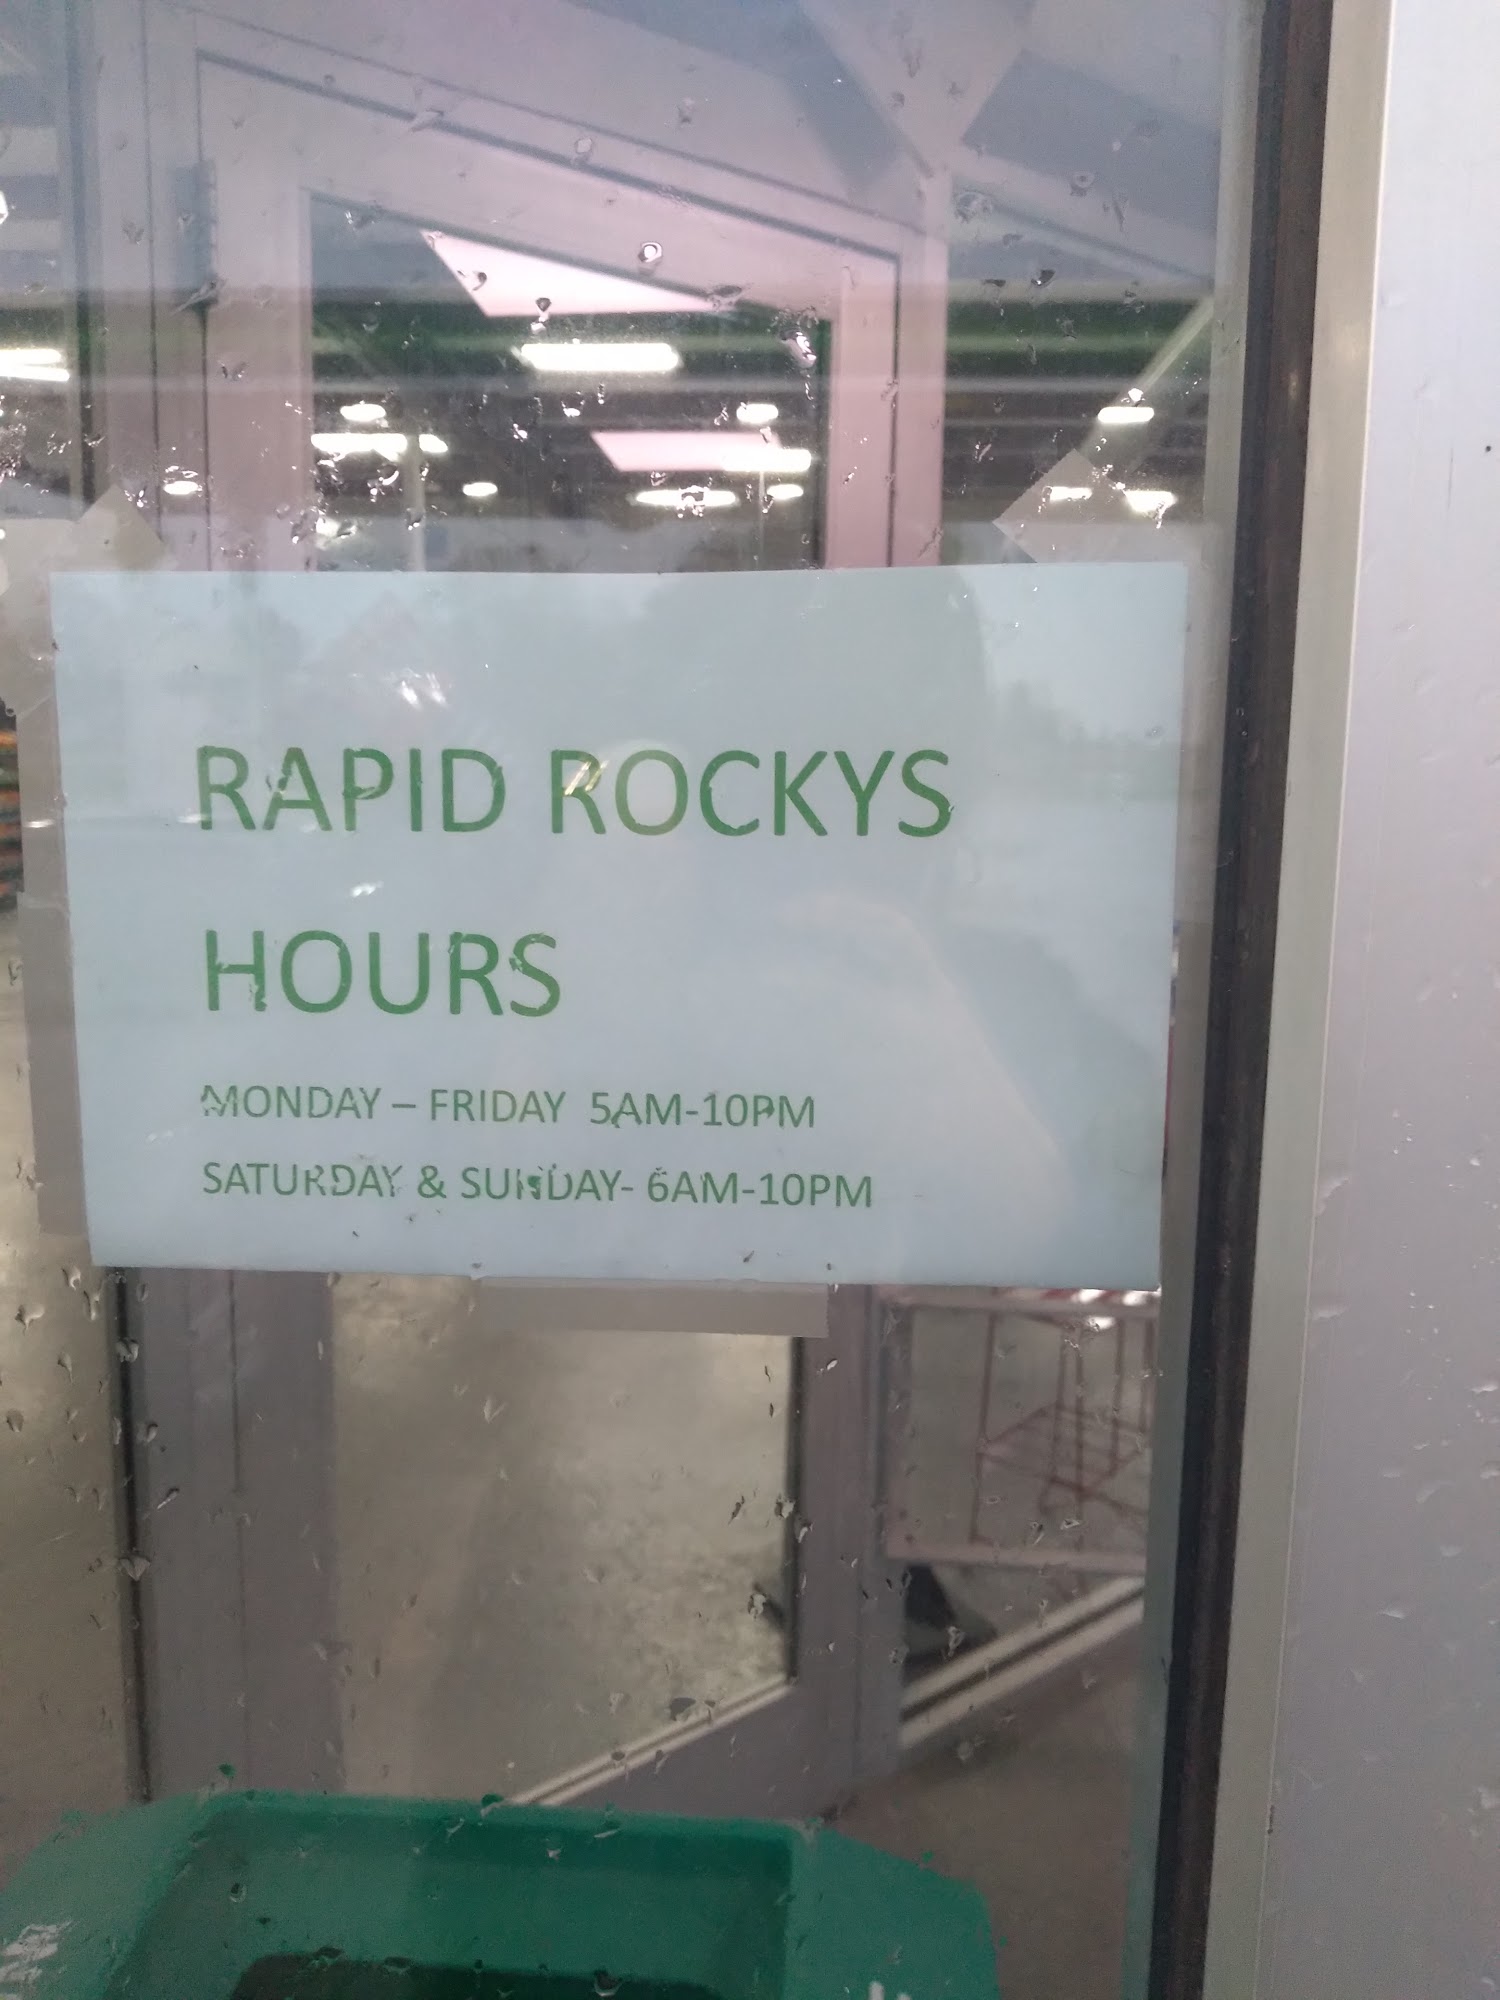 RAPID ROCKYS
HOURS
MONDAY – FRIDAY 5AM-10PM
SATURDAY & SUNDAY- 6AM-10PM